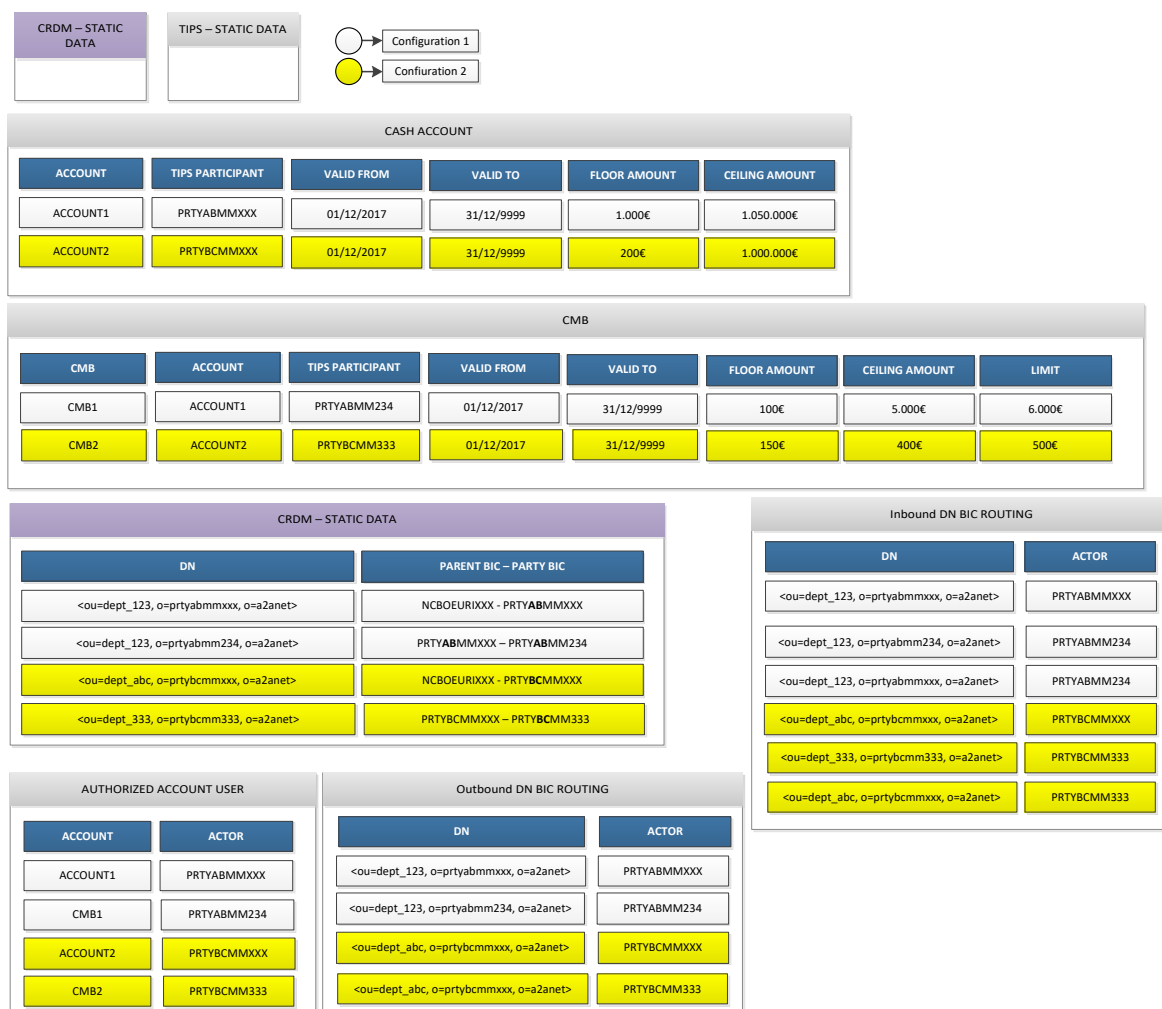 CRDM – STATIC
DATA
TIPS – STATIC DATA
Configuration 1
Confiuration 2
CASH ACCOUNT
ACCOUNT TIPS PARTICIPANT VALID FROM VALID TO FLOOR AMOUNT CEILING AMOUNT
ACCOUNT1 PRTYABMMXXX 01/12/2017 31/12/9999 1.000€ 1.050.000€
ACCOUNT2 PRTYBCMMXXX 01/12/2017 31/12/9999 200€ 1.000.000€
CMB
CMB ACCOUNT TIPS PARTICIPANT VALID FROM VALID TO FLOOR AMOUNT CEILING AMOUNT LIMIT
CMB1 ACCOUNT1 PRTYABMM234 01/12/2017 31/12/9999 100€ 5.000€ 6.000€
CMB2 ACCOUNT2 PRTYBCMM333 01/12/2017 31/12/9999 150€ 400€ 500€
CRDM – STATIC DATA
DN PARENT BIC – PARTY BIC
<ou=dept_123, o=prtyabmmxxx, o=a2anet> NCBOEURIXXX - PRTYABMMXXX
<ou=dept_123, o=prtyabmm234, o=a2anet> PRTYABMMXXX – PRTYABMM234
<ou=dept_abc, o=prtybcmmxxx, o=a2anet> NCBOEURIXXX - PRTYBCMMXXX
<ou=dept_333, o=prtybcmm333, o=a2anet> PRTYBCMMXXX – PRTYBCMM333
Inbound DN BIC ROUTING
DN ACTOR
<ou=dept_123, o=prtyabmmxxx, o=a2anet> PRTYABMMXXX
<ou=dept_123, o=prtyabmm234, o=a2anet> PRTYABMM234
<ou=dept_123, o=prtyabmmxxx, o=a2anet> PRTYABMM234
<ou=dept_abc, o=prtybcmmxxx, o=a2anet> PRTYBCMMXXX
<ou=dept_333, o=prtybcmm333, o=a2anet> PRTYBCMM333
<ou=dept_abc, o=prtybcmmxxx, o=a2anet> PRTYBCMM333
AUTHORIZED ACCOUNT USER
ACCOUNT ACTOR
ACCOUNT1 PRTYABMMXXX
CMB1 PRTYABMM234
ACCOUNT2 PRTYBCMMXXX
CMB2 PRTYBCMM333
Outbound DN BIC ROUTING
DN ACTOR
<ou=dept_123, o=prtyabmmxxx, o=a2anet> PRTYABMMXXX
<ou=dept_123, o=prtyabmm234, o=a2anet> PRTYABMM234
<ou=dept_abc, o=prtybcmmxxx, o=a2anet> PRTYBCMMXXX
<ou=dept_abc, o=prtybcmmxxx, o=a2anet> PRTYBCMM333